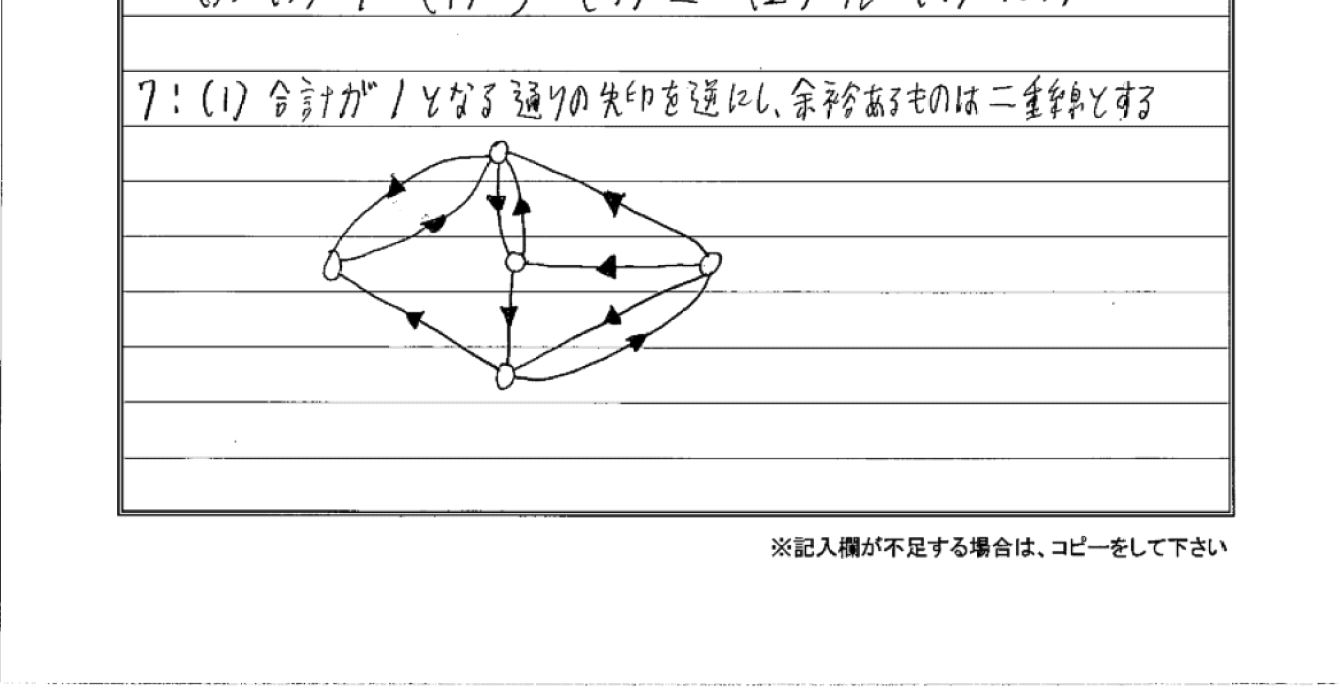 7:(1) 合計が1となる通りの矢印を逆にし、余裕あるものは二重線とする
※記入欄が不足する場合は、コピーをして下さい